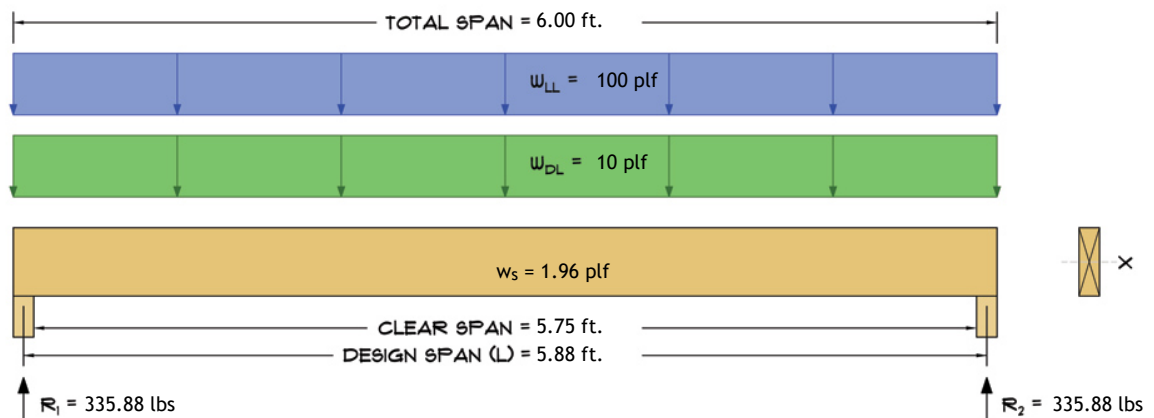 TOTAL SPAN = 6.00 ft.
WLL = 100 plf
WDL = 10 plf
ws = 1.96 plf
X
CLEAR SPAN = 5.75 ft.
DESIGN SPAN (L) = 5.88 ft.
R1 = 335.88 lbs
R2 = 335.88 lbs